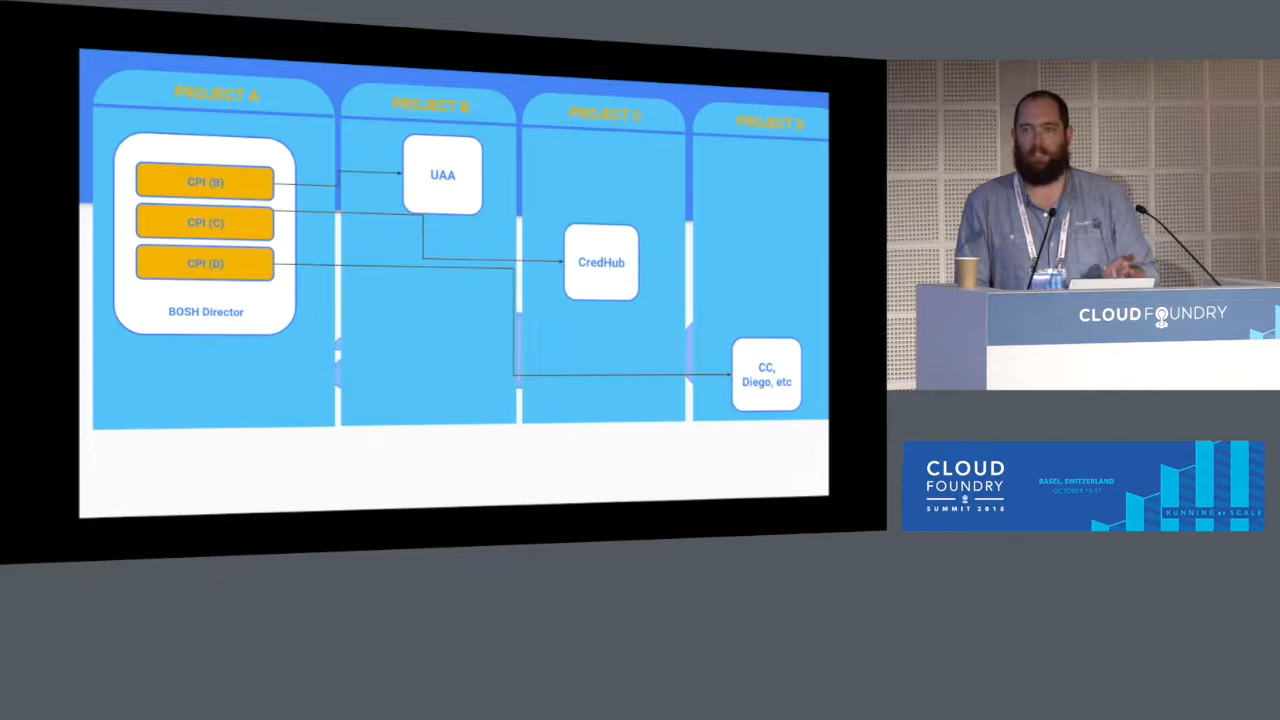 PROJECT A
PROJECT B
PROJECT C
PROJECT D
CPI (B)
CPI (C)
CPI (D)
BOSH Director
UAA
CredHub
CC,
Diego, etc
CLOUD FOUNDRY
CLOUD
FOUNDRY
SUMMIT 2018
BASEL, SWITZERLAND
OCTOBER 10-11
RUNNING AT SCALE